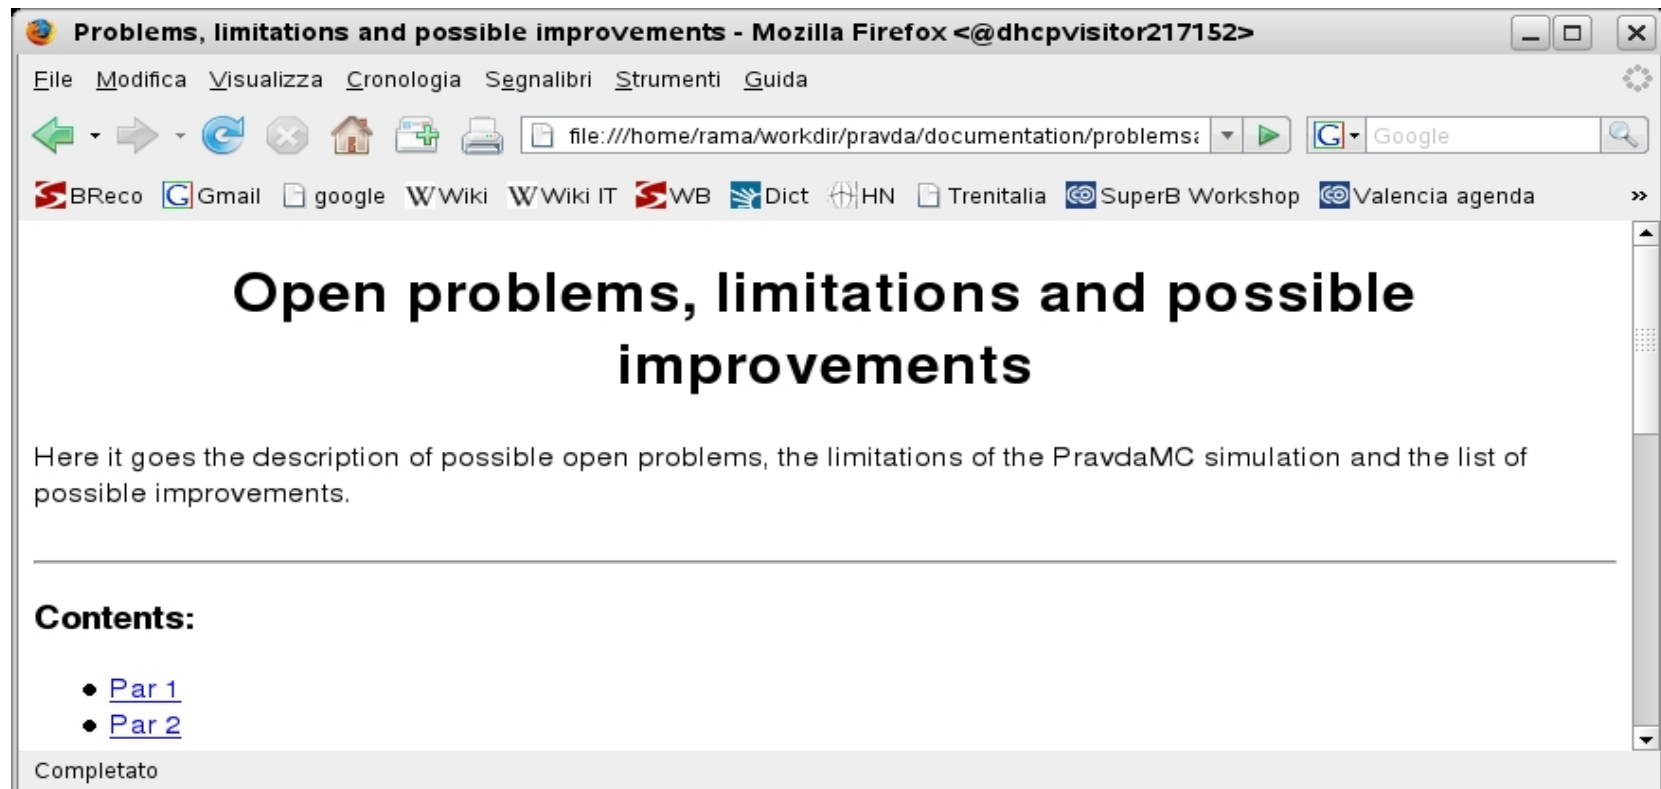 Problems, limitations and possible improvements - Mozilla Firefox <@dhcpvisitor217152>
File Modifica Visualizza Cronologia Segnalibri Strumenti Guida
file:///home/rama/workdir/pravda/documentation/problemsa G Google
BReco G Gmail google W Wiki W Wiki IT WB Dict HN Trenitalia SuperB Workshop Valencia agenda »
Open problems, limitations and possible
improvements
Here it goes the description of possible open problems, the limitations of the PravdaMC simulation and the list of
possible improvements.
Contents:
• Par 1
• Par 2
Completato